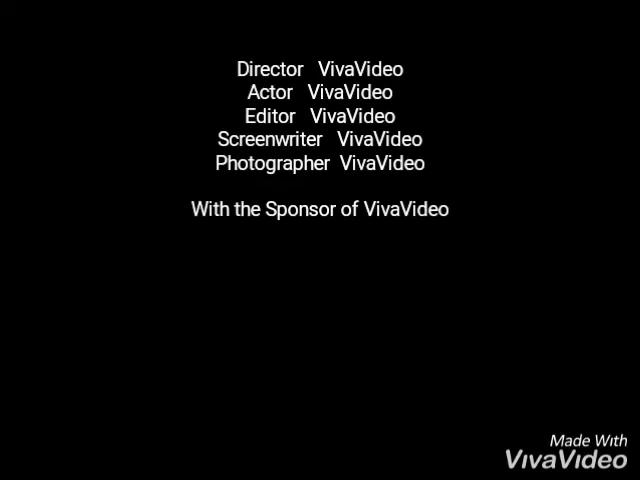 Director VivaVideo
Actor VivaVideo
Editor VivaVideo
Screenwriter VivaVideo
Photographer VivaVideo
With the Sponsor of VivaVideo
Made With
VivaVideo